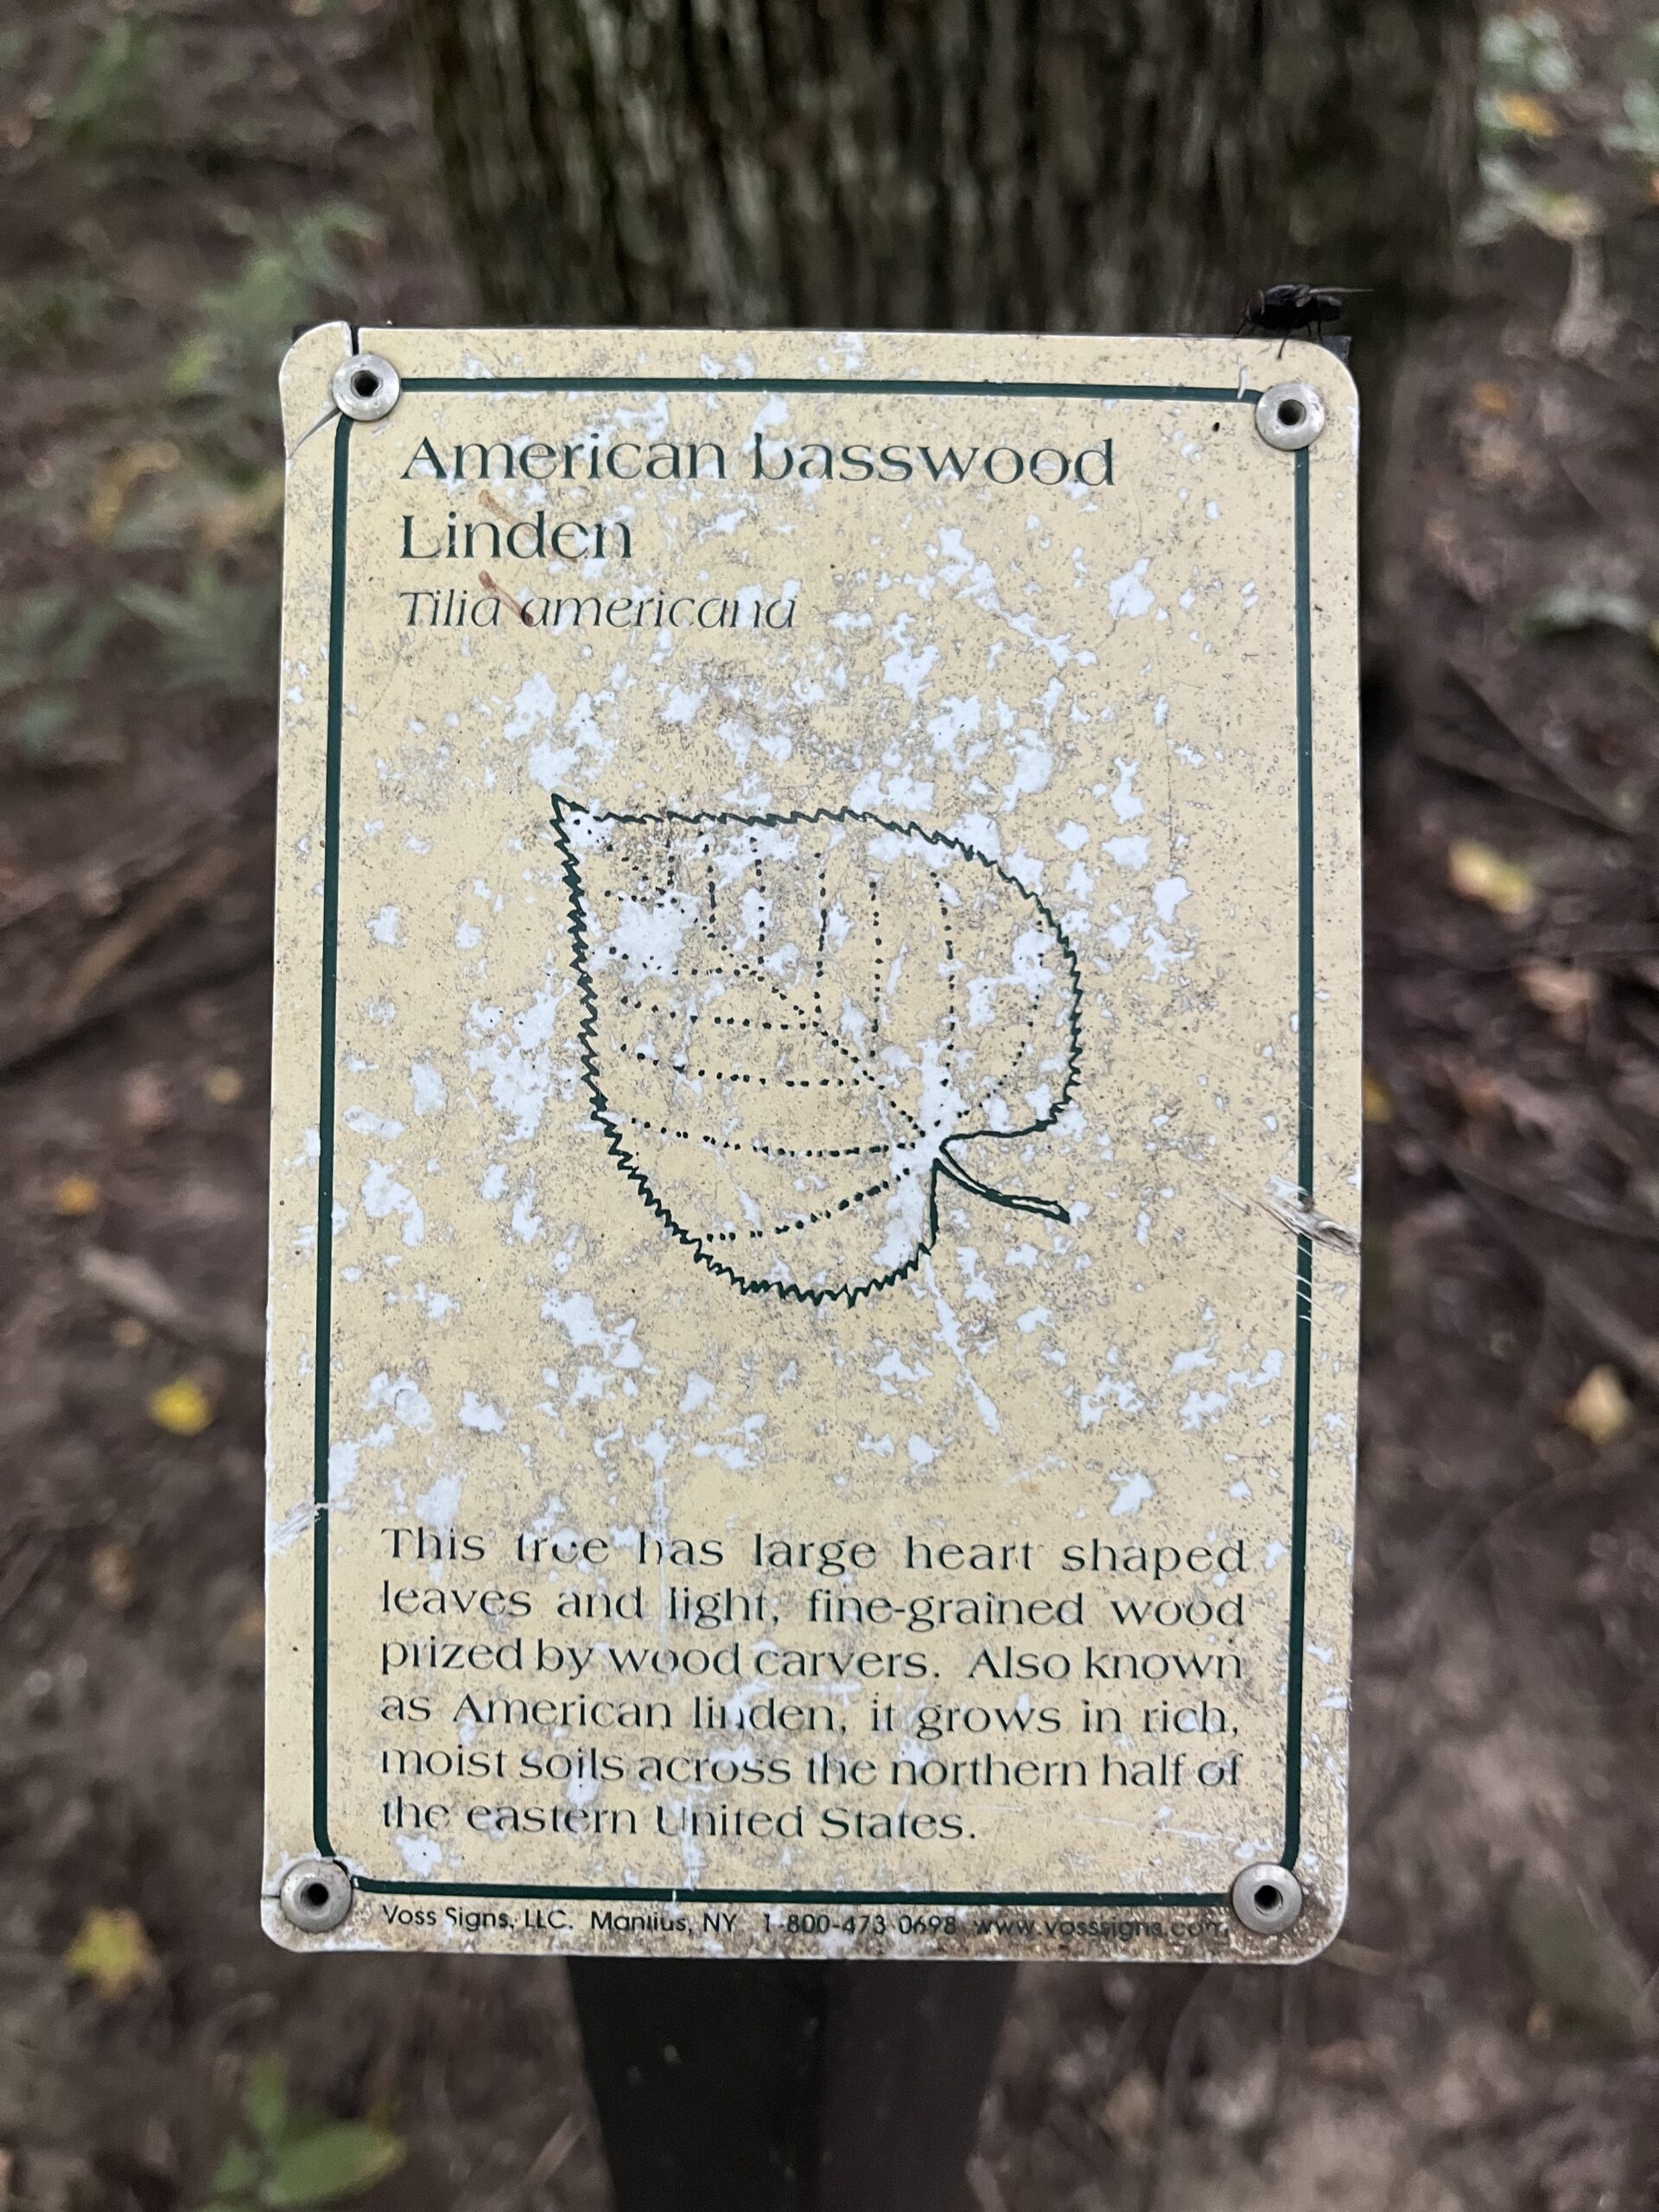 American basswood
Linden
Tilia americana
This tree has large heart shaped
leaves and light, fine-grained wood
prized by wood carvers. Also known
as American linden, it grows in rich,
moist soils across the northern half of
the eastern United States.
Voss Signs, LLC. Manlius, NY 1-800-473-0698 www.vosssigns.com